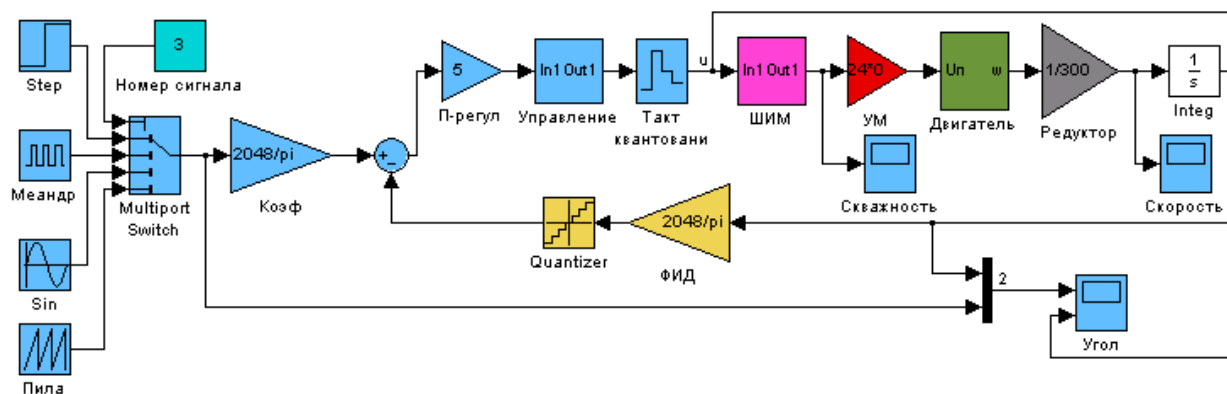 Step
3
Номер сигнала
Меандр
Multiport
Switch
Sin
Пила
2048/pi
Коэф
5
П-регул
In1 Out1
Управление
Такт
квантовани
u
In1 Out1
ШИМ
24*0
УМ
Un w
Двигатель
1/300
Редуктор
1
s
Integ
Скважность
Скорость
Quantizer
2048/pi
ФИД
2
Угол